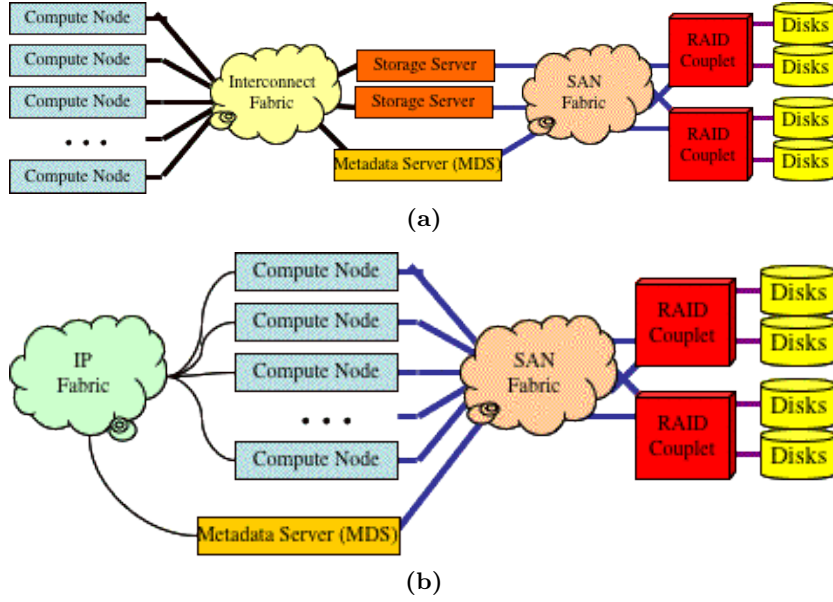 Compute Node
Compute Node
Compute Node
• • •
Compute Node
Interconnect
Fabric
Storage Server
Storage Server
Metadata Server (MDS)
SAN
Fabric
RAID
Couplet
RAID
Couplet
Disks
Disks
Disks
Disks
(a)
IP
Fabric
Compute Node
Compute Node
Compute Node
• • •
Compute Node
Metadata Server (MDS)
SAN
Fabric
RAID
Couplet
RAID
Couplet
Disks
Disks
Disks
Disks
(b)